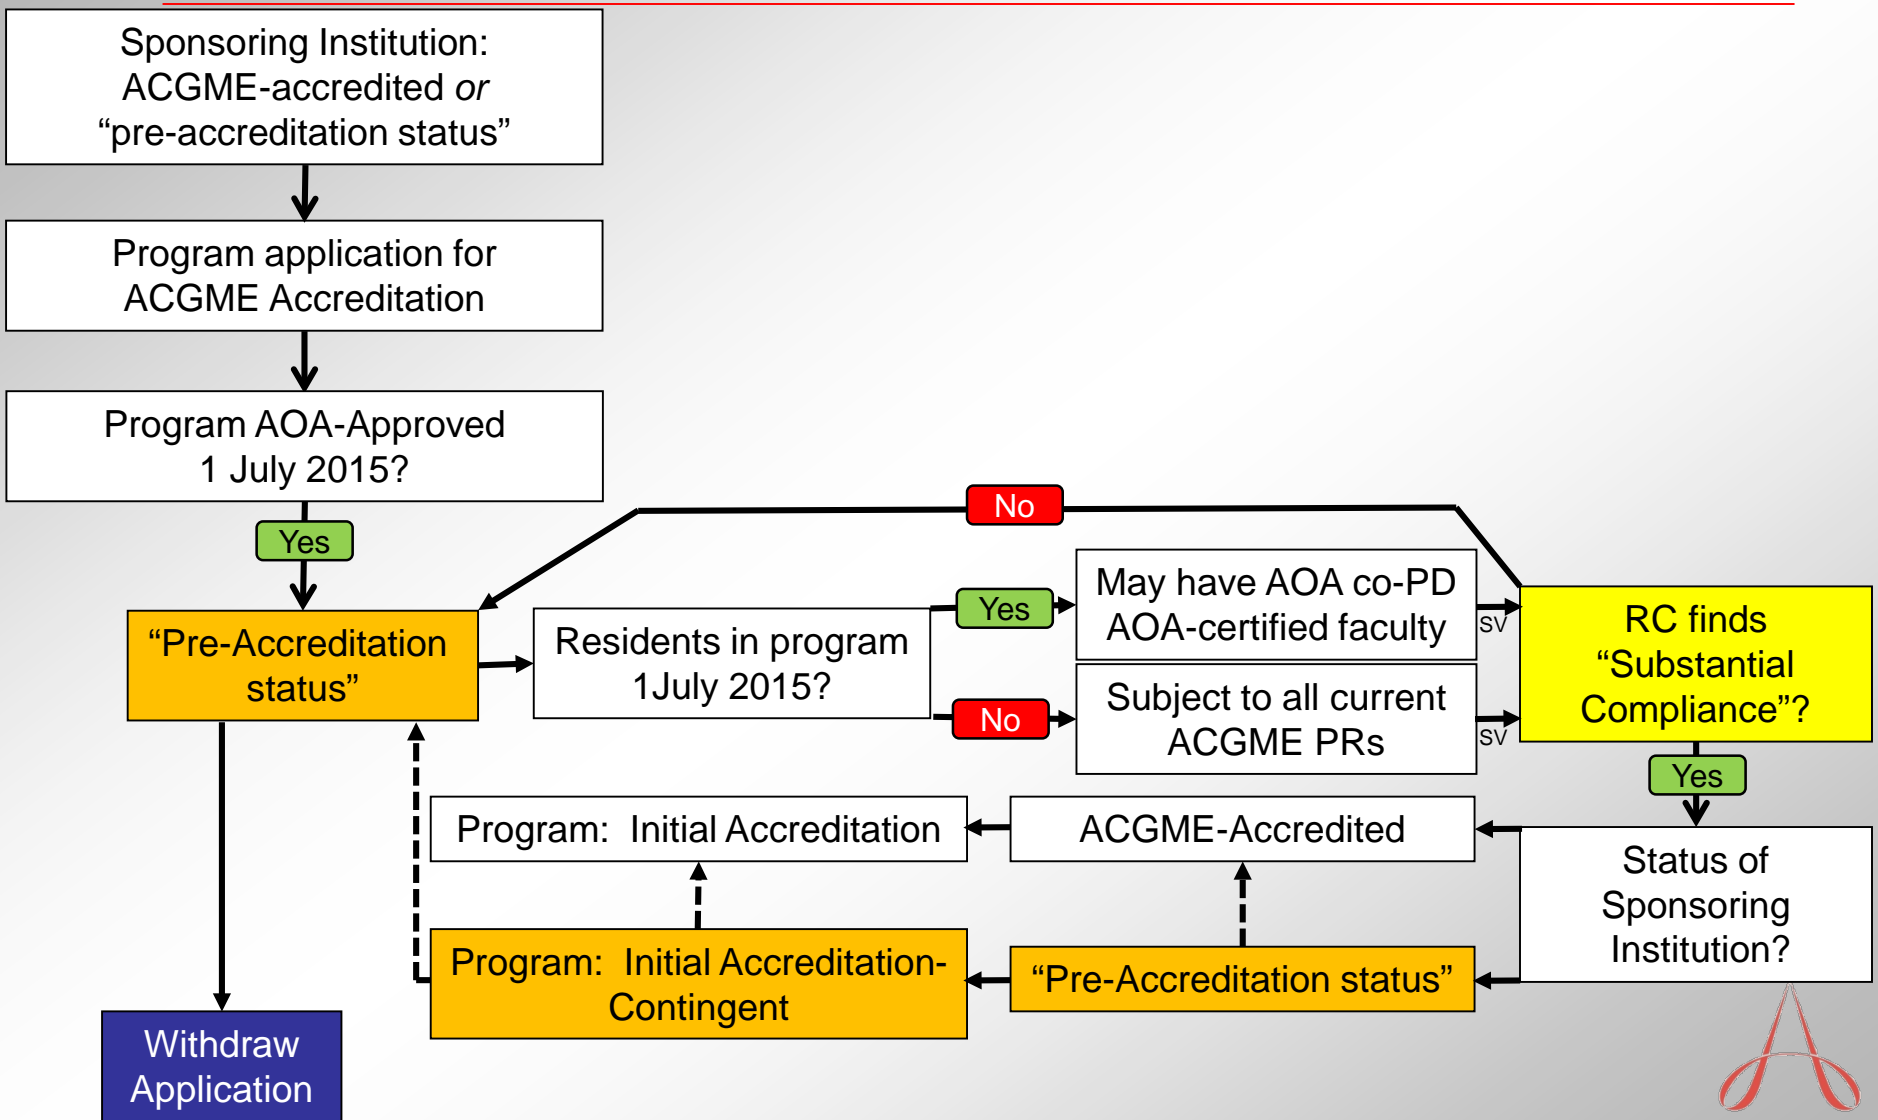 Sponsoring Institution:
ACGME-accredited or
“pre-accreditation status”
Program application for
ACGME Accreditation
Program AOA-Approved
1 July 2015?
Yes
No
“Pre-Accreditation
status”
Residents in program
1July 2015?
Yes
No
May have AOA co-PD
AOA-certified faculty
SV
Subject to all current
ACGME PRs
SV
RC finds
“Substantial
Compliance”?
Yes
Status of
Sponsoring
Institution?
ACGME-Accredited
Program:  Initial Accreditation
“Pre-Accreditation status”
Program:  Initial Accreditation-
Contingent
Withdraw
Application